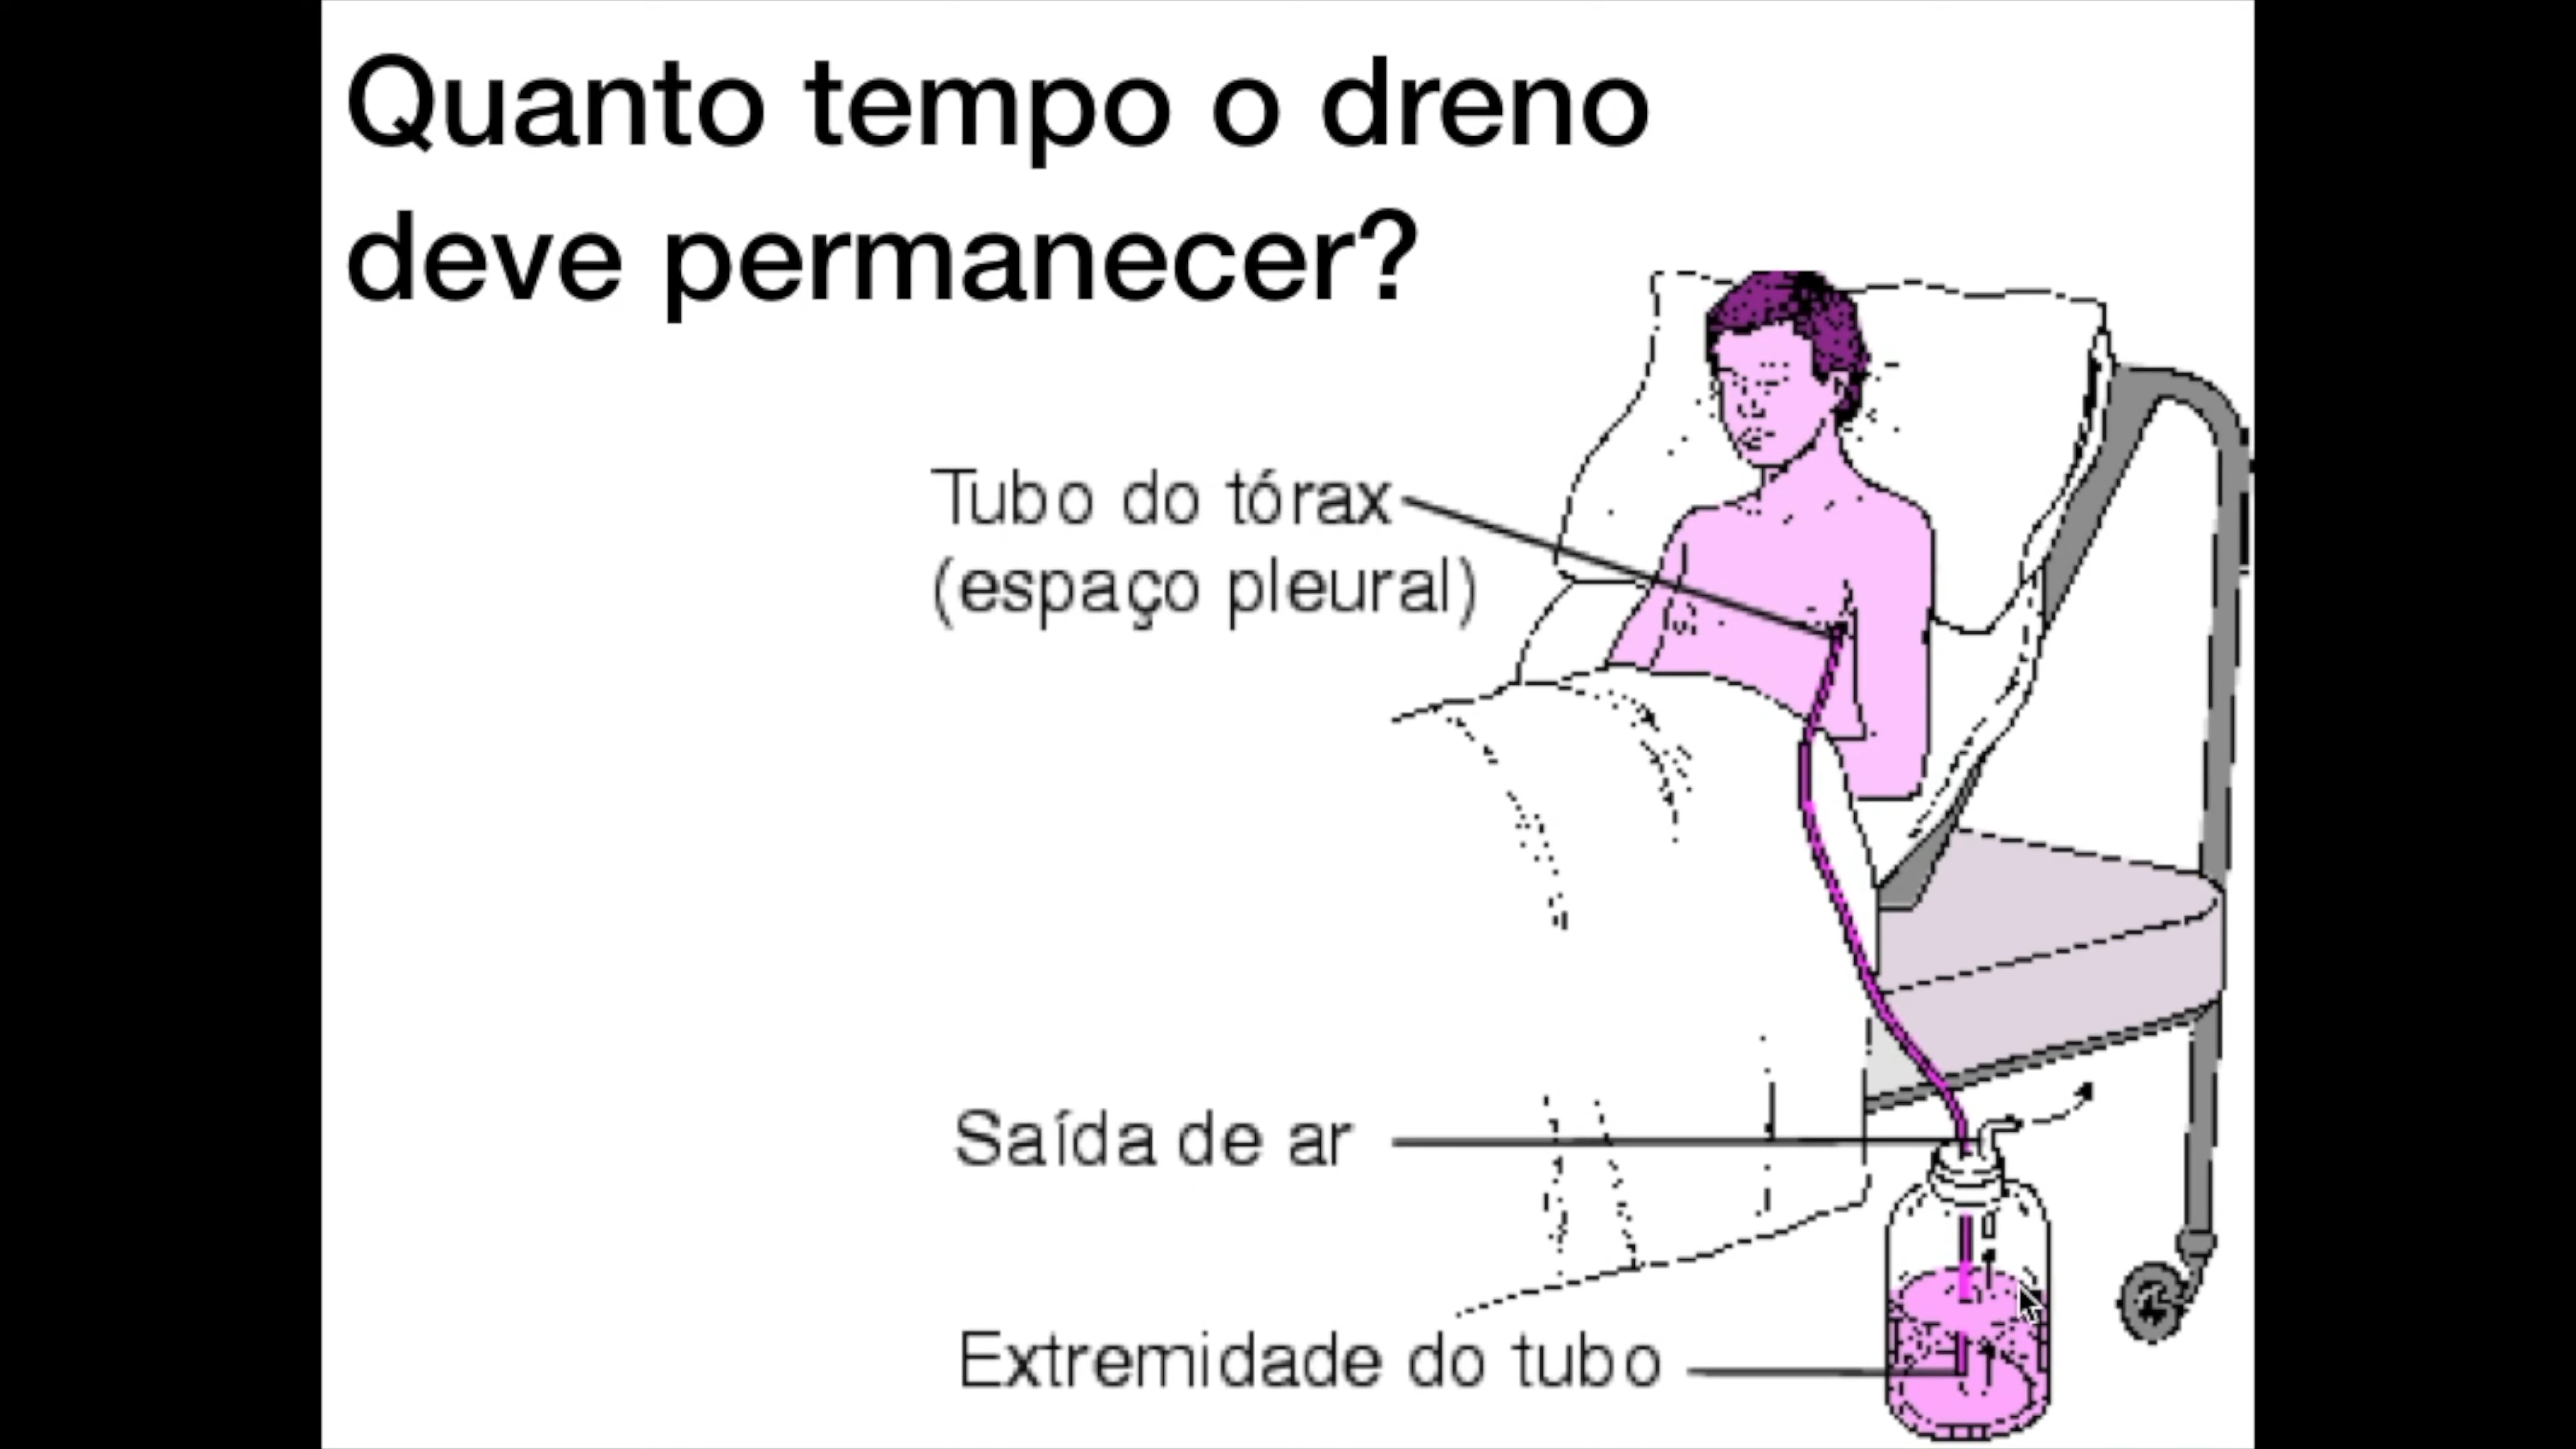 Quanto tempo o dreno
deve permanecer?
Tubo do tórax
(espaço pleural)
Saída de ar
Extremidade do tubo